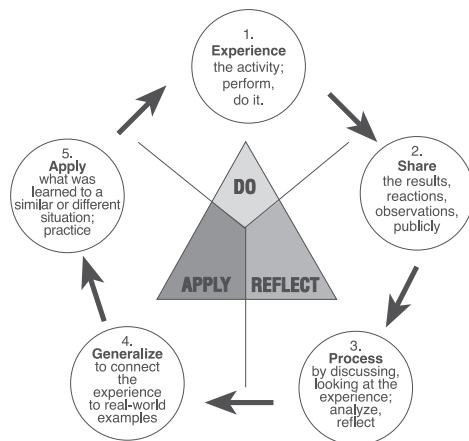 1.
Experience
the activity;
perform,
do it.
2.
Share
the results,
reactions,
observations,
publicly
3.
Process
by discussing,
looking at the
experience;
analyze,
reflect
4.
Generalize
to connect
the
experience
to real-world
examples
5.
Apply
what was
learned to a
similar or different
situation;
practice
DO
APPLY
REFLECT